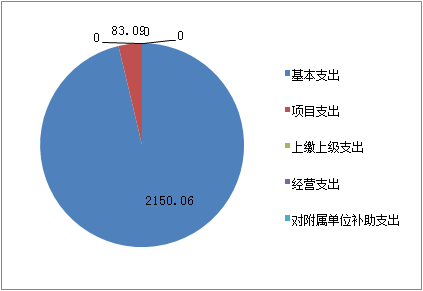 0
83.09
0
0
2150.06
基本支出
项目支出
上缴上级支出
经营支出
对附属单位补助支出